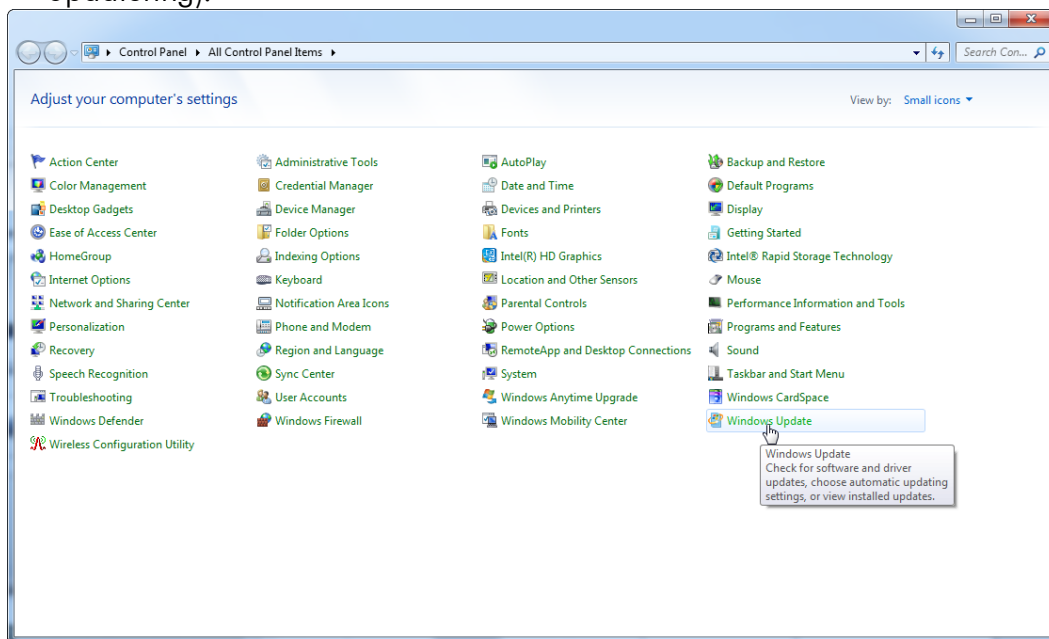 Control Panel ▸ All Control Panel Items ▸
Search Con...
Adjust your computer's settings
View by: Small icons
Action Center
Administrative Tools
AutoPlay
Backup and Restore
Color Management
Credential Manager
Date and Time
Default Programs
Desktop Gadgets
Device Manager
Devices and Printers
Display
Ease of Access Center
Folder Options
Fonts
Getting Started
HomeGroup
Indexing Options
Intel(R) HD Graphics
Intel® Rapid Storage Technology
Internet Options
Keyboard
Location and Other Sensors
Mouse
Network and Sharing Center
Notification Area Icons
Parental Controls
Performance Information and Tools
Personalization
Phone and Modem
Power Options
Programs and Features
Recovery
Region and Language
RemoteApp and Desktop Connections
Sound
Speech Recognition
Sync Center
System
Taskbar and Start Menu
Troubleshooting
User Accounts
Windows Anytime Upgrade
Windows CardSpace
Windows Defender
Windows Firewall
Windows Mobility Center
Windows Update
Wireless Configuration Utility
Windows Update
Check for software and driver
updates, choose automatic updating
settings, or view installed updates.